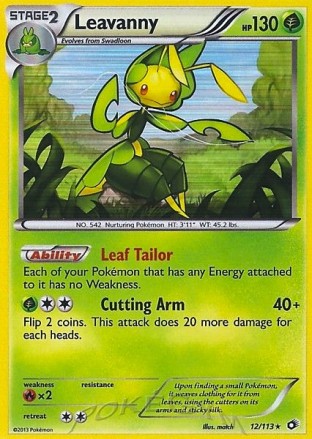 STAGE2
Leavanny
HP130
Evolves from Swadloon
NO. 542 Nurturing Pokémon. HT: 3'11" WT: 45.2 lbs.
Ability Leaf Tailor
Each of your Pokémon that has any Energy attached
to it has no Weakness.
Cutting Arm 40+
Flip 2 coins. This attack does 20 more damage for
each heads.
weakness resistance
×2
retreat
Upon finding a small Pokémon,
it weaves clothing for it from
leaves, using the cutters on its
arms and sticky silk.
©2013 Pokémon
illus. match
12/113 ★